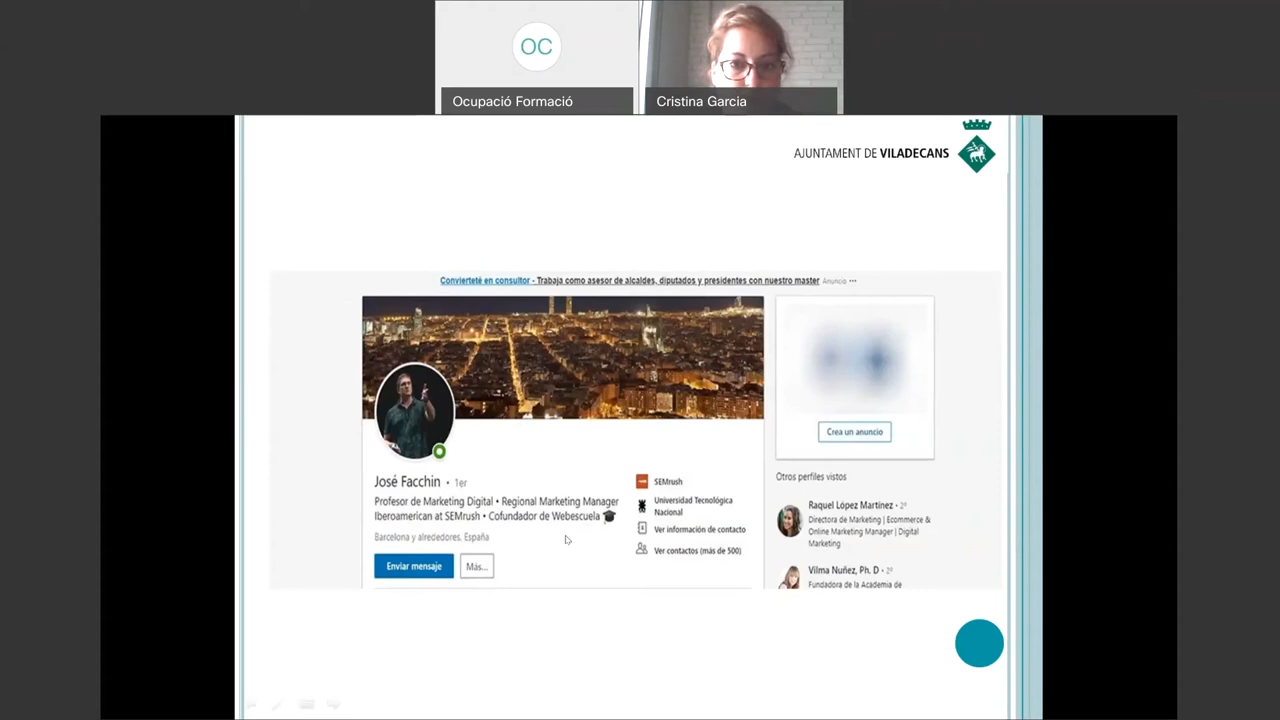 OC
Ocupació Formació
Cristina Garcia
AJUNTAMENT DE VILADECANS
Convierteté en consultor - Trabaja como asesor de alcaldes, diputados y presidentes con nuestro master Anuncio ···
José Facchin • 1er
Profesor de Marketing Digital • Regional Marketing Manager
Iberoamerican at SEMrush • Cofundador de Webescuela
Barcelona y alrededores, España
Enviar mensaje
Más...
SEMrush
Universidad Tecnológica
Nacional
Ver información de contacto
Ver contactos (más de 500)
Crea un anuncio
Otros perfiles vistos
Raquel López Martínez • 2º
Directora de Marketing | Ecommerce &
Online Marketing Manager | Digital
Marketing
Vilma Nuñez, Ph. D • 2º
Fundadora de la Academia de